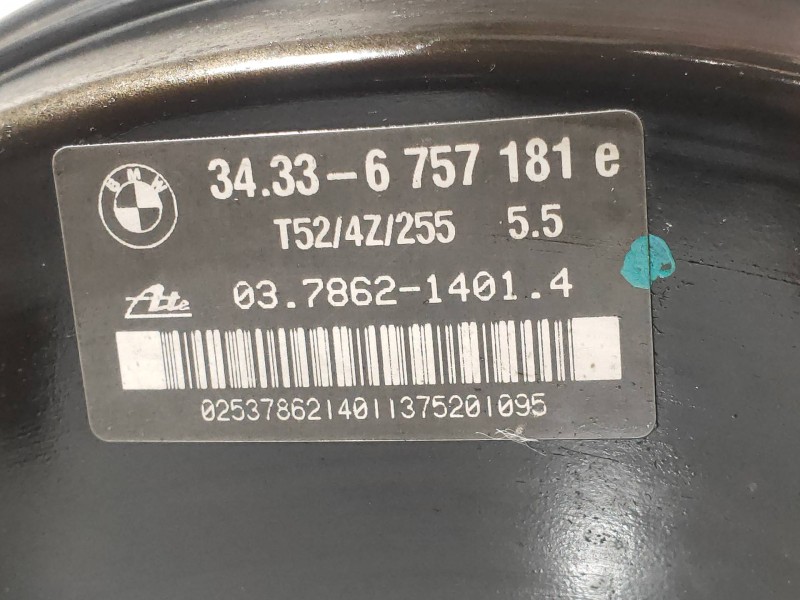 BMW
34.33-6 757 181 e
T52/4Z/255 5.5
Ate 03.7862-1401.4
0253786214011375201095